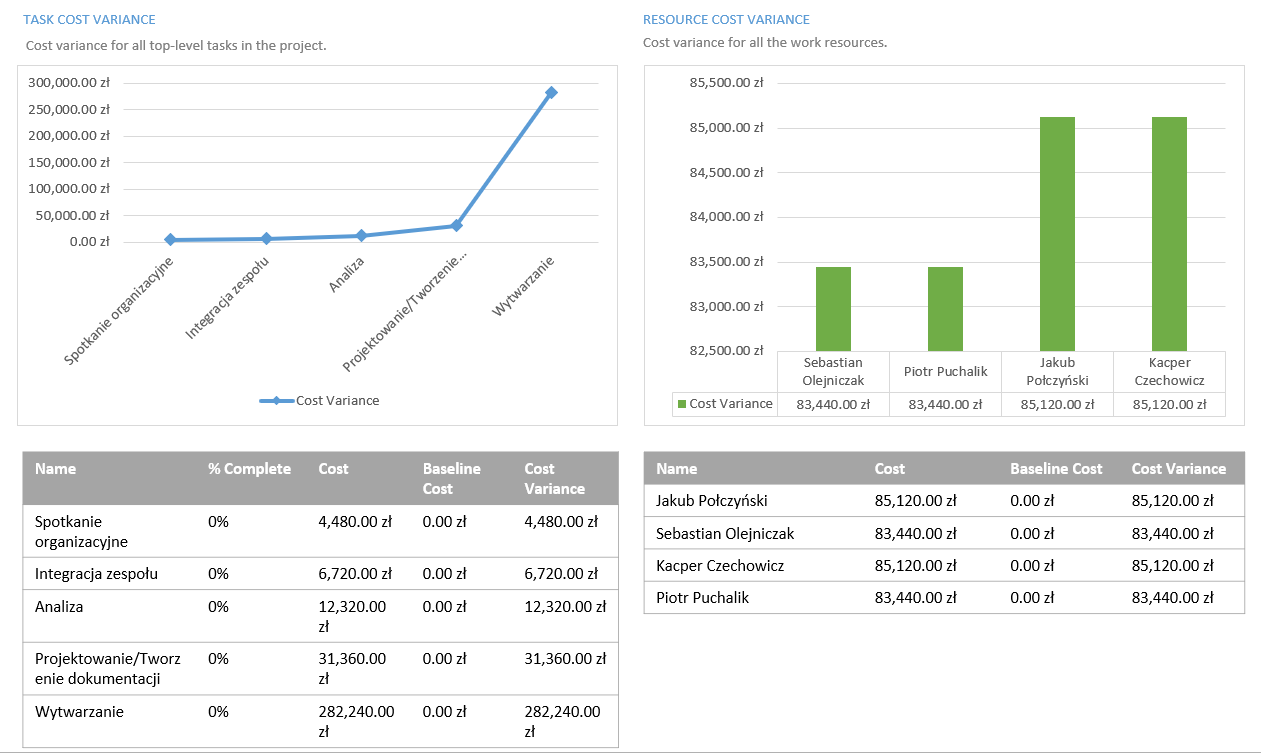 TASK COST VARIANCE
Cost variance for all top-level tasks in the project.
300,000.00 zł
250,000.00 zł
200,000.00 zł
150,000.00 zł
100,000.00 zł
50,000.00 zł
0.00 zł
Spotkanie organizacyjne
Integracja zespołu
Analiza
Projektowanie/Tworzenie...
Wytwarzanie
Cost Variance
RESOURCE COST VARIANCE
Cost variance for all the work resources.
85,500.00 zł
85,000.00 zł
84,500.00 zł
84,000.00 zł
83,500.00 zł
83,000.00 zł
82,500.00 zł
Sebastian
Olejniczak
Piotr Puchalik
Jakub
Połczyński
Kacper
Czechowicz
Cost Variance 83,440.00 zł 83,440.00 zł 85,120.00 zł 85,120.00 zł
Name % Complete Cost Baseline Cost
Cost Variance
Spotkanie 0% 4,480.00 zł 0.00 zł 4,480.00 zł
organizacyjne
Integracja zespołu 0% 6,720.00 zł 0.00 zł 6,720.00 zł
Analiza 0% 12,320.00 0.00 zł 12,320.00 zł
zł
Projektowanie/Tworz 0% 31,360.00 0.00 zł 31,360.00 zł
enie dokumentacji zł
Wytwarzanie 0% 282,240.00 0.00 zł 282,240.00
zł zł
Name Cost Baseline Cost Cost Variance
Jakub Połczyński 85,120.00 zł 0.00 zł 85,120.00 zł
Sebastian Olejniczak 83,440.00 zł 0.00 zł 83,440.00 zł
Kacper Czechowicz 85,120.00 zł 0.00 zł 85,120.00 zł
Piotr Puchalik 83,440.00 zł 0.00 zł 83,440.00 zł